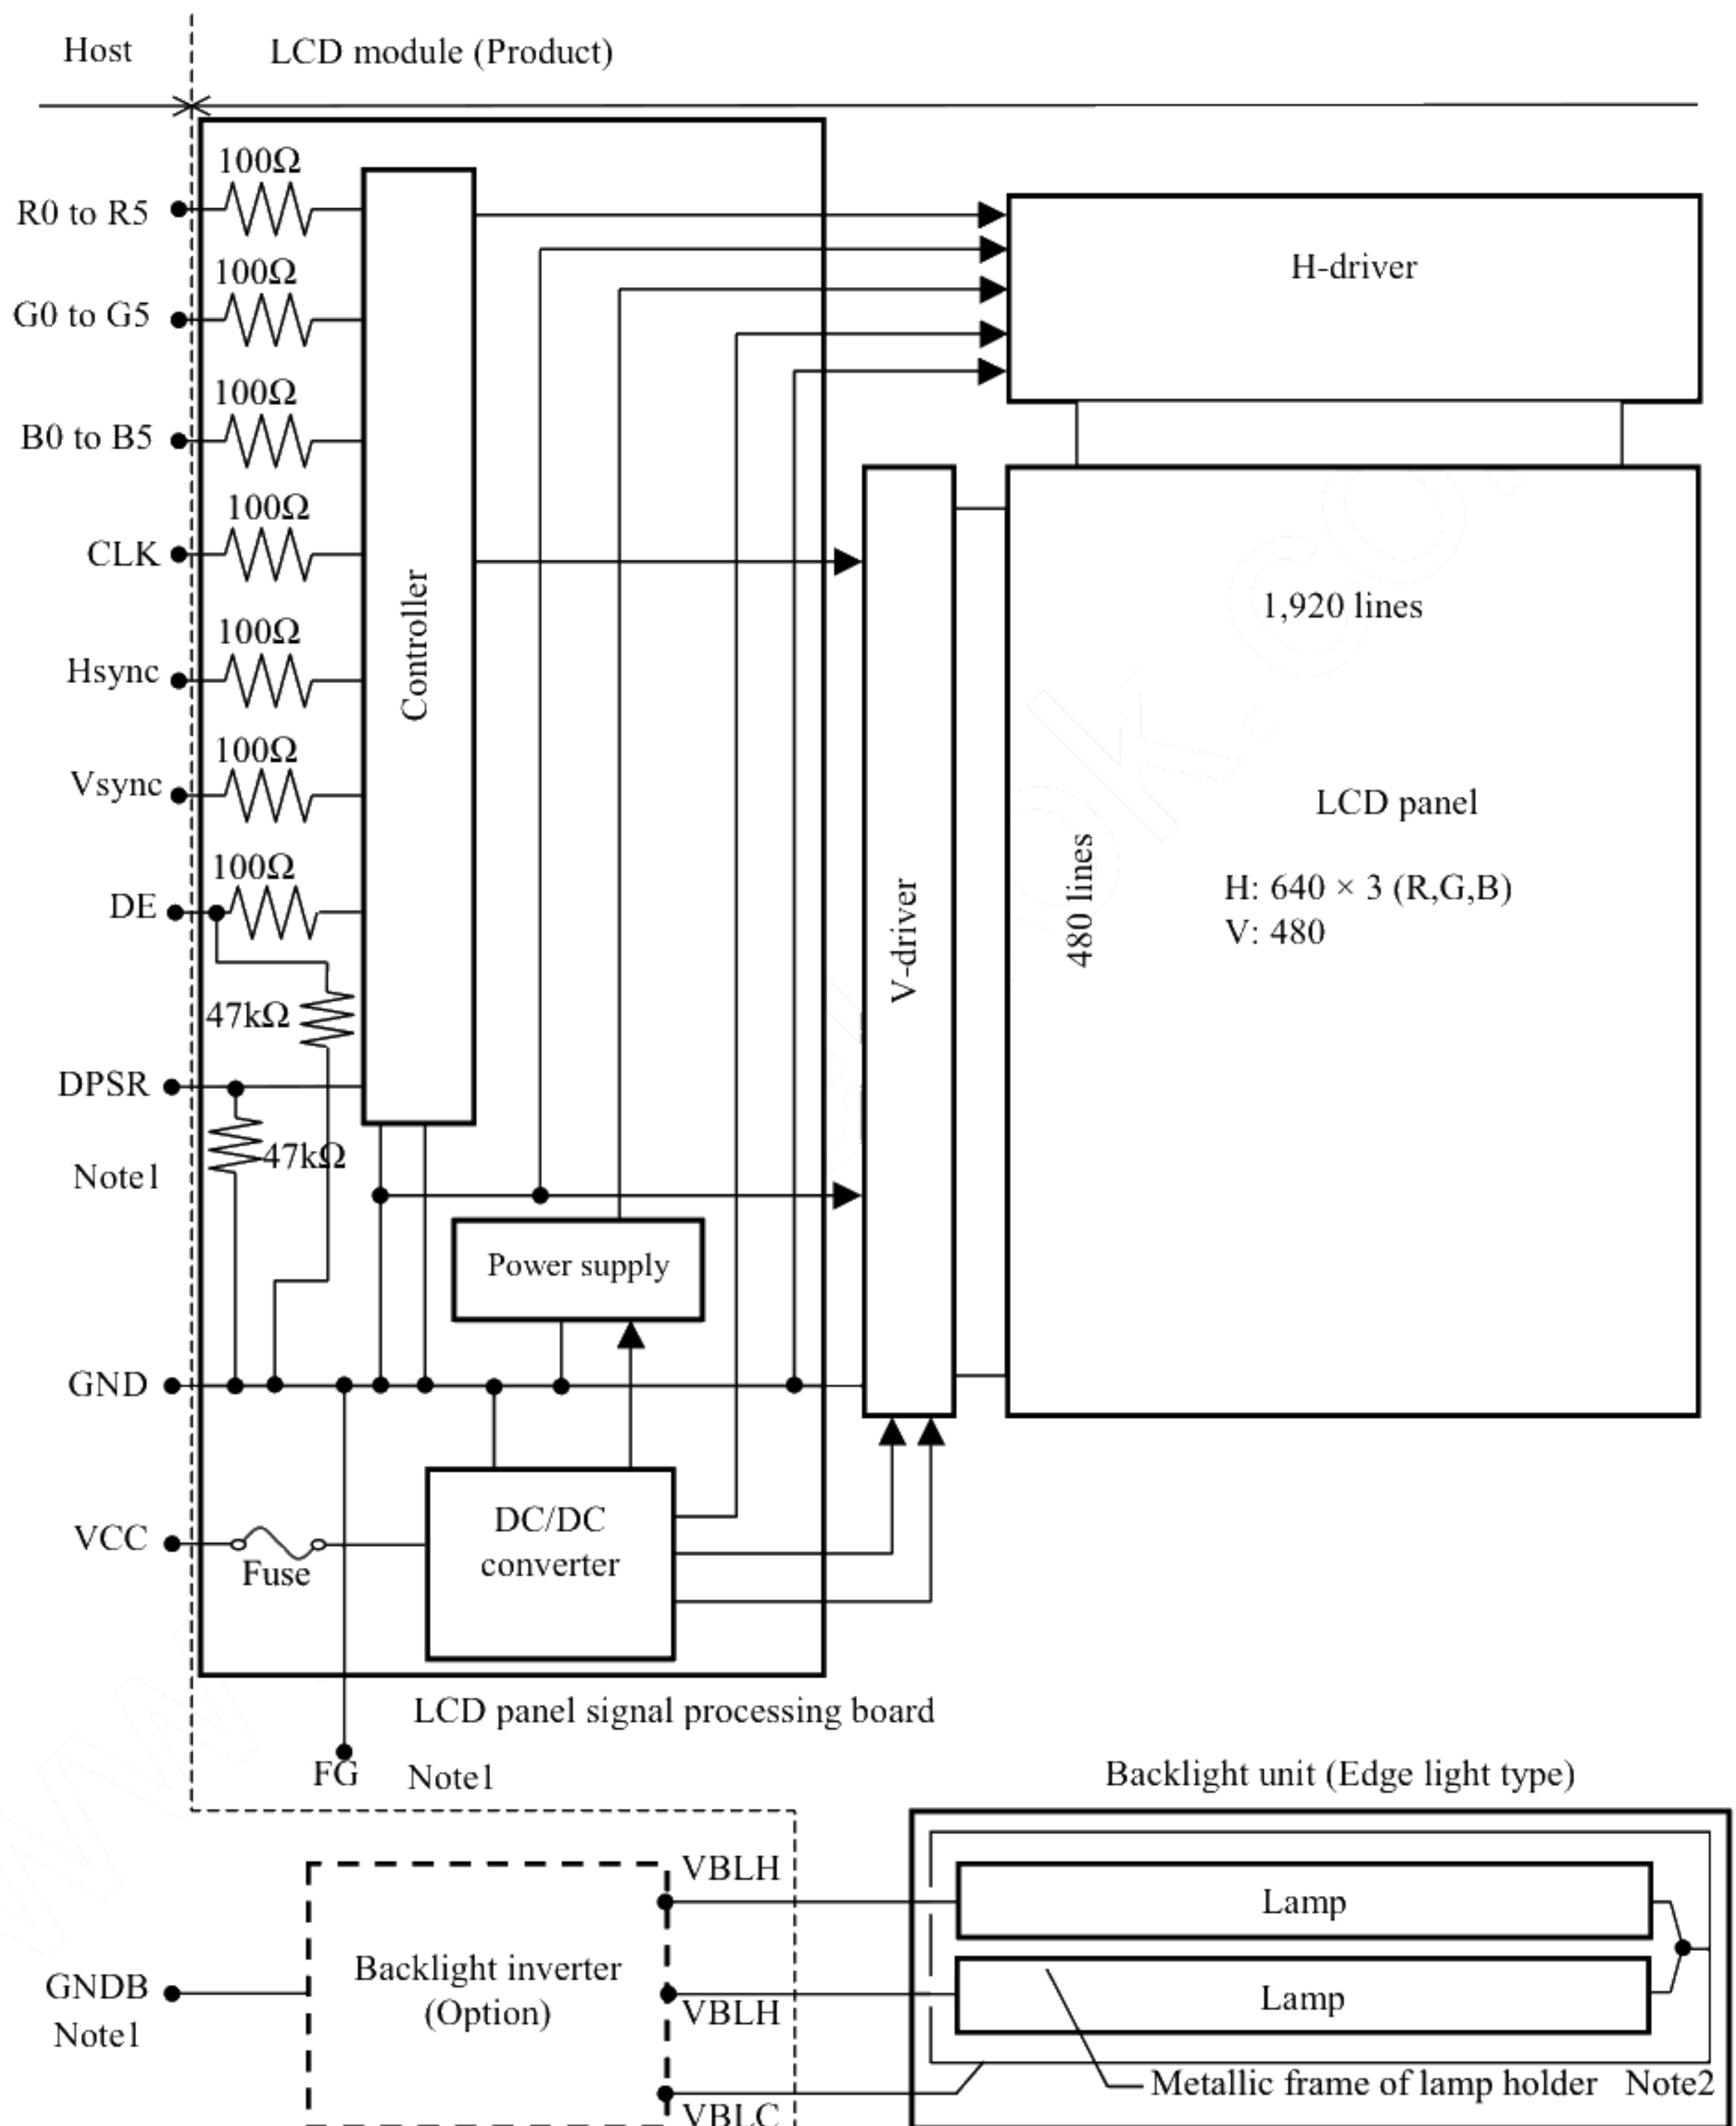 Host
LCD module (Product)
100Ω
R0 to R5
100Ω
G0 to G5
100Ω
B0 to B5
100Ω
CLK
100Ω
Hsync
100Ω
Vsync
100Ω
DE
47kΩ
DPSR
47kΩ
Note1
GND
VCC
Fuse
Controller
Power supply
DC/DC
converter
H-driver
V-driver
1,920 lines
480 lines
LCD panel
H: 640 × 3 (R,G,B)
V: 480
LCD panel signal processing board
FG
Note1
Backlight unit (Edge light type)
VBLH
Lamp
GNDB
Note1
Backlight inverter
(Option)
VBLH
Lamp
Metallic frame of lamp holder Note2
VBLC